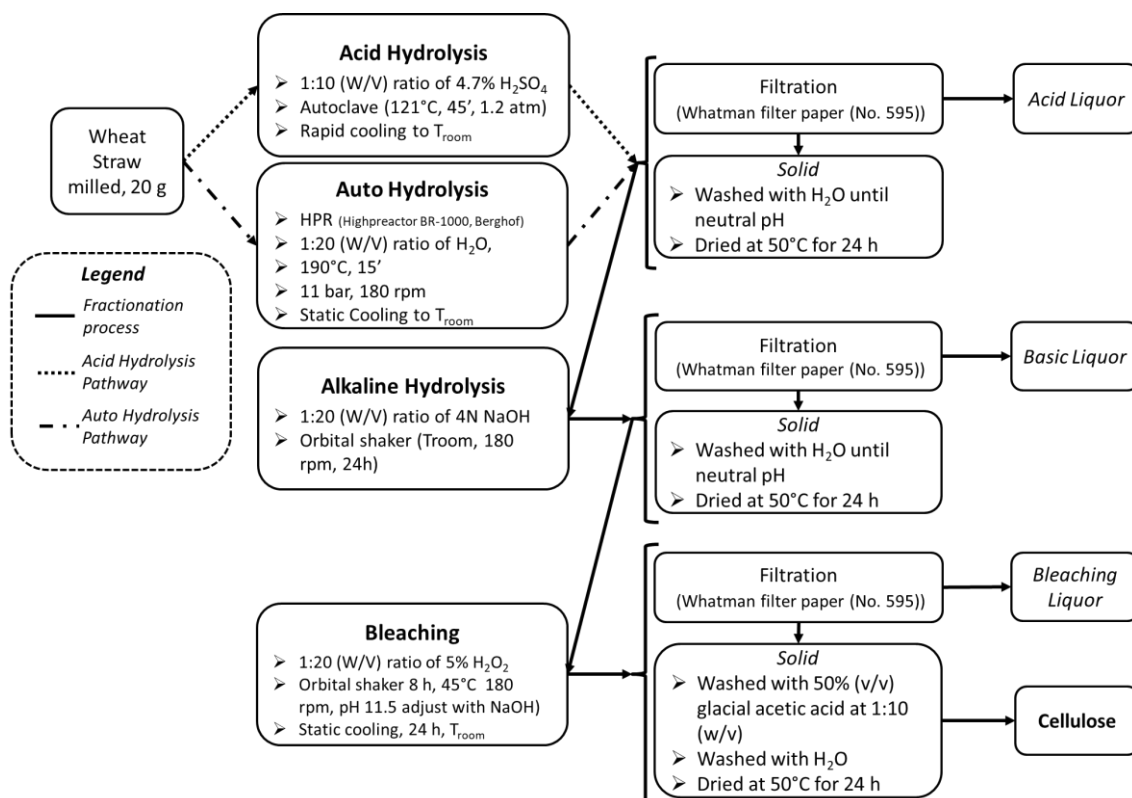 Wheat
Straw
milled, 20 g
Legend
Fractionation
process
Acid Hydrolysis
Pathway
Auto Hydrolysis
Pathway
Acid Hydrolysis
➢ 1:10 (W/V) ratio of 4.7% H₂SO₄
➢ Autoclave (121°C, 45′, 1.2 atm)
➢ Rapid cooling to Troom
Auto Hydrolysis
➢ HPR (Highpreactor BR-1000, Berghof)
➢ 1:20 (W/V) ratio of H₂O,
➢ 190°C, 15′
➢ 11 bar, 180 rpm
➢ Static Cooling to Troom
Filtration
(Whatman filter paper (No. 595))
Acid Liquor
Solid
➢ Washed with H₂O until
neutral pH
➢ Dried at 50°C for 24 h
Alkaline Hydrolysis
➢ 1:20 (W/V) ratio of 4N NaOH
➢ Orbital shaker (Troom, 180
rpm, 24h)
Filtration
(Whatman filter paper (No. 595))
Basic Liquor
Solid
➢ Washed with H₂O until
neutral pH
➢ Dried at 50°C for 24 h
Bleaching
➢ 1:20 (W/V) ratio of 5% H₂O₂
➢ Orbital shaker 8 h, 45°C 180
rpm, pH 11.5 adjust with NaOH)
➢ Static cooling, 24 h, Troom
Filtration
(Whatman filter paper (No. 595))
Bleaching
Liquor
Solid
➢ Washed with 50% (v/v)
glacial acetic acid at 1:10
(w/v)
➢ Washed with H₂O
➢ Dried at 50°C for 24 h
Cellulose